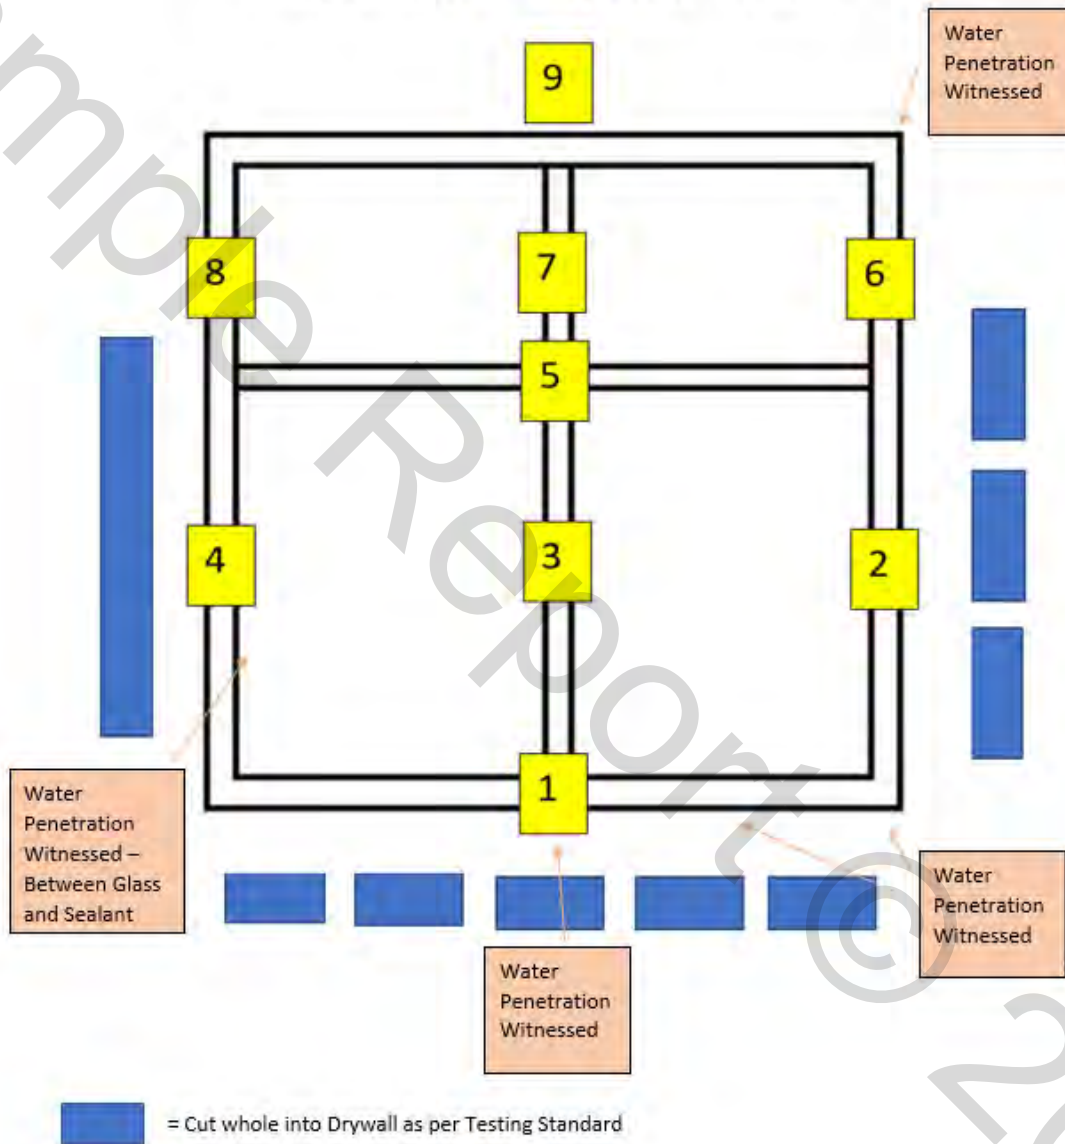 Water
Penetration
Witnessed
9
8
7
6
5
4
3
2
1
Water
Penetration
Witnessed –
Between Glass
and Sealant
Water
Penetration
Witnessed
Water
Penetration
Witnessed
= Cut whole into Drywall as per Testing Standard
Report ©